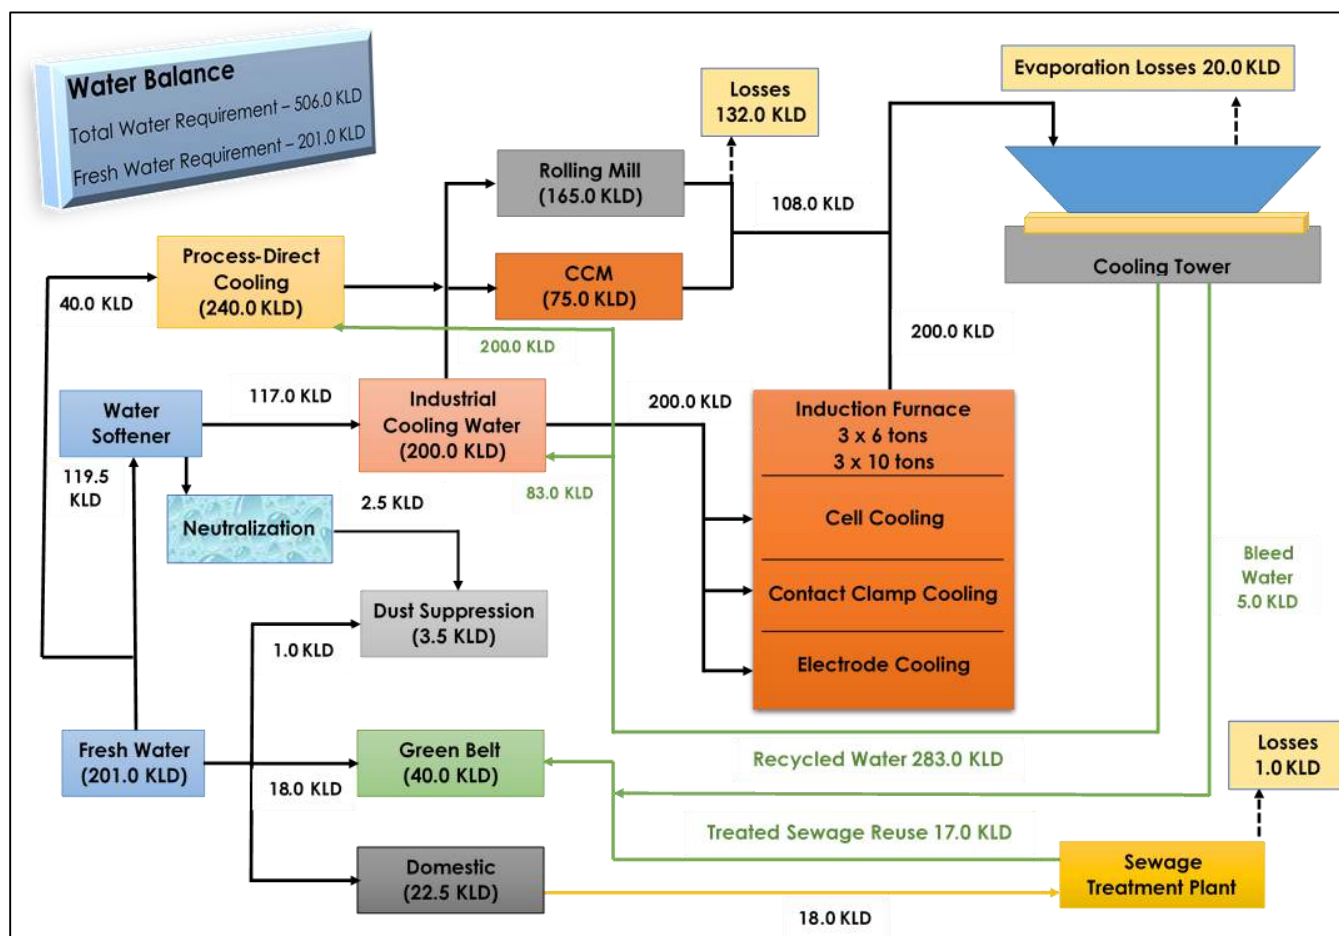 Water Balance
Total Water Requirement – 506.0 KLD
Fresh Water Requirement – 201.0 KLD
Losses
132.0 KLD
Evaporation Losses 20.0 KLD
Rolling Mill
(165.0 KLD)
108.0 KLD
Process-Direct
Cooling
(240.0 KLD)
CCM
(75.0 KLD)
Cooling Tower
40.0 KLD
200.0 KLD
200.0 KLD
117.0 KLD
Water
Softener
Industrial
Cooling Water
(200.0 KLD)
200.0 KLD
Induction Furnace
3 x 6 tons
3 x 10 tons
119.5
KLD
83.0 KLD
2.5 KLD
Neutralization
Cell Cooling
Bleed
Water
5.0 KLD
Contact Clamp Cooling
Dust Suppression
(3.5 KLD)
1.0 KLD
Electrode Cooling
Fresh Water
(201.0 KLD)
Green Belt
(40.0 KLD)
18.0 KLD
Recycled Water 283.0 KLD
Losses
1.0 KLD
Treated Sewage Reuse 17.0 KLD
Domestic
(22.5 KLD)
Sewage
Treatment Plant
18.0 KLD